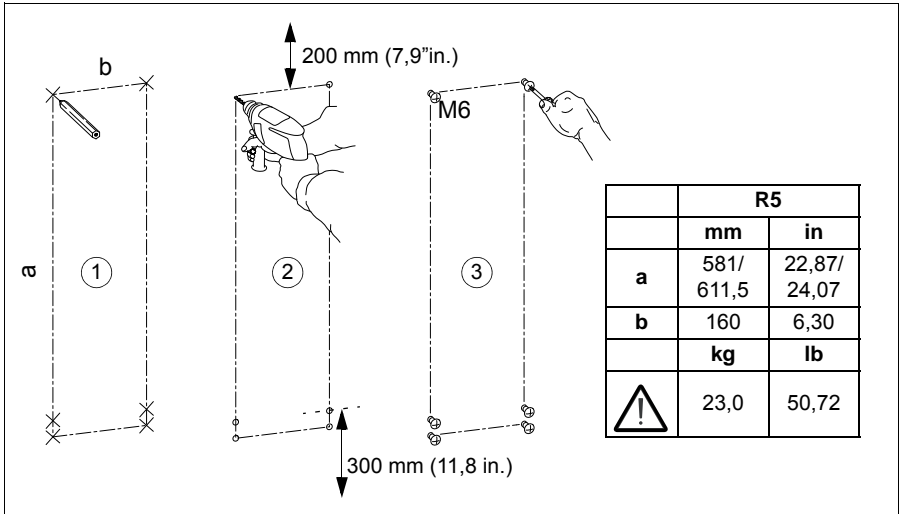 b
200 mm (7,9”in.)
M6
a
1
2
3
300 mm (11,8 in.)
R5
mm in
a 581/ 22,87/
611,5 24,07
b 160 6,30
kg lb
23,0 50,72